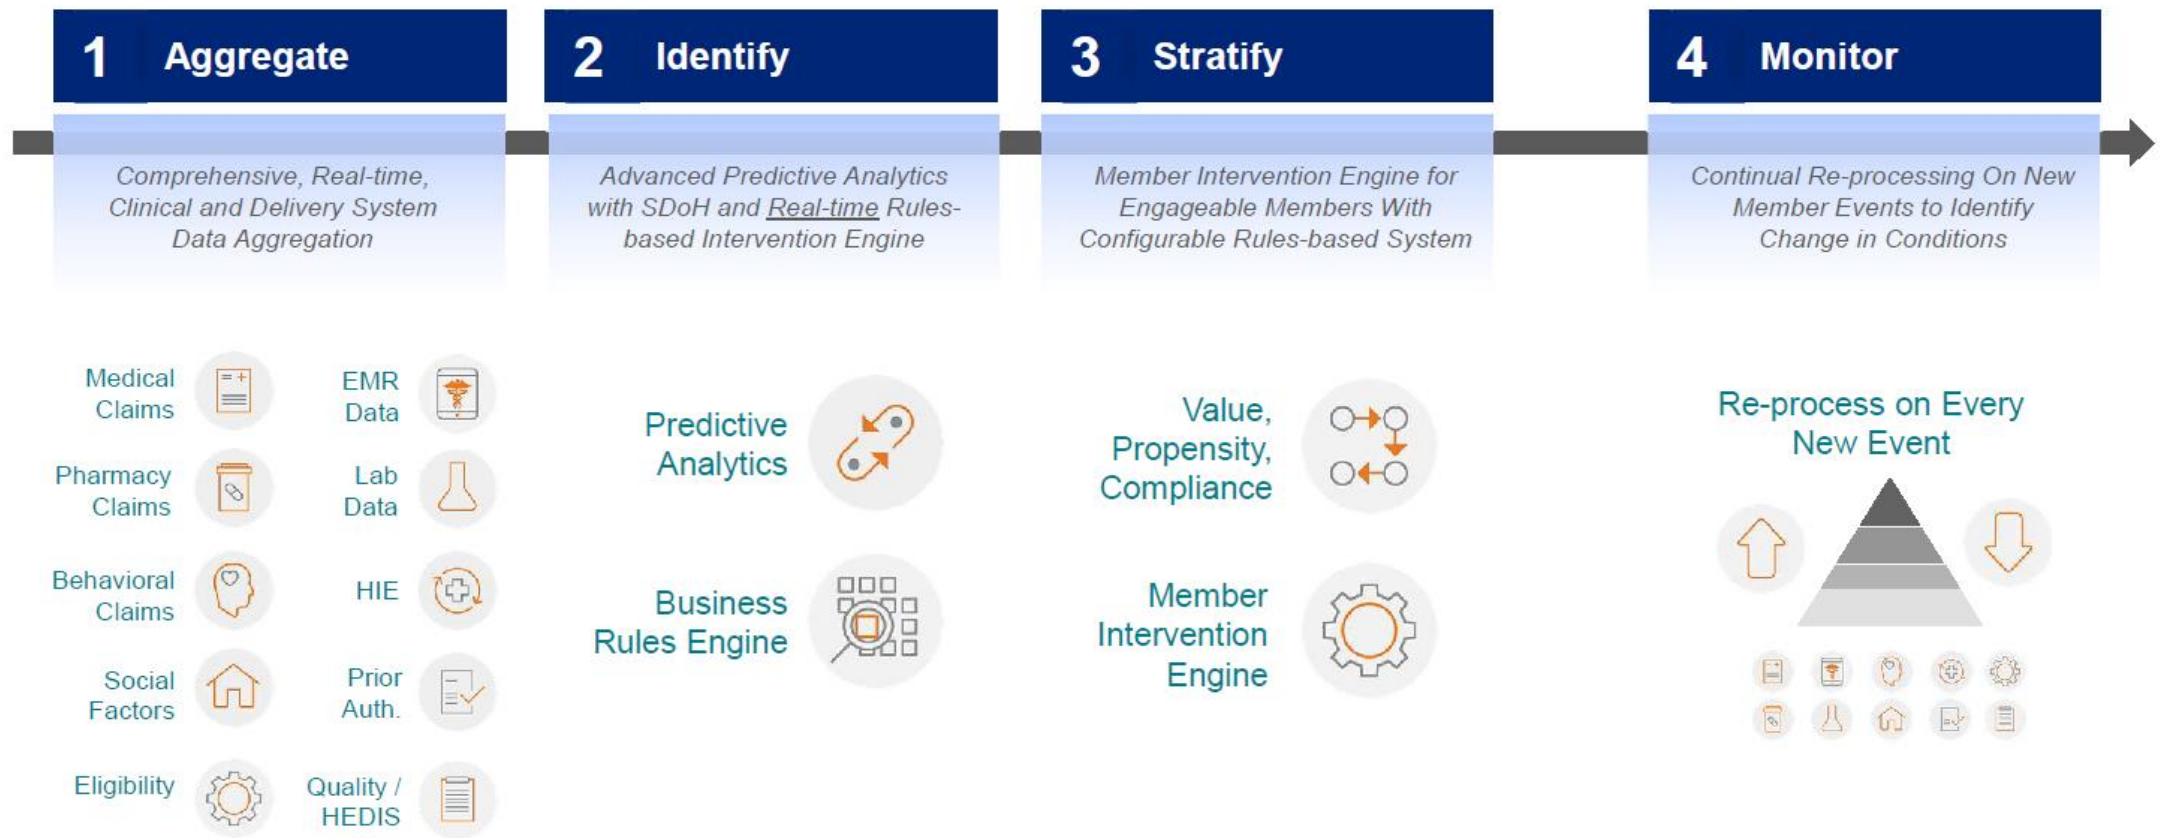 1 Aggregate
Comprehensive, Real-time,
Clinical and Delivery System
Data Aggregation
Medical
Claims
EMR
Data
Pharmacy
Claims
Lab
Data
Behavioral
Claims
HIE
Social
Factors
Prior
Auth.
Eligibility
Quality /
HEDIS
2 Identify
Advanced Predictive Analytics
with SDoH and Real-time Rules-
based Intervention Engine
Predictive
Analytics
Business
Rules Engine
3 Stratify
Member Intervention Engine for
Engageable Members With
Configurable Rules-based System
Value,
Propensity,
Compliance
Member
Intervention
Engine
4 Monitor
Continual Re-processing On New
Member Events to Identify
Change in Conditions
Re-process on Every
New Event